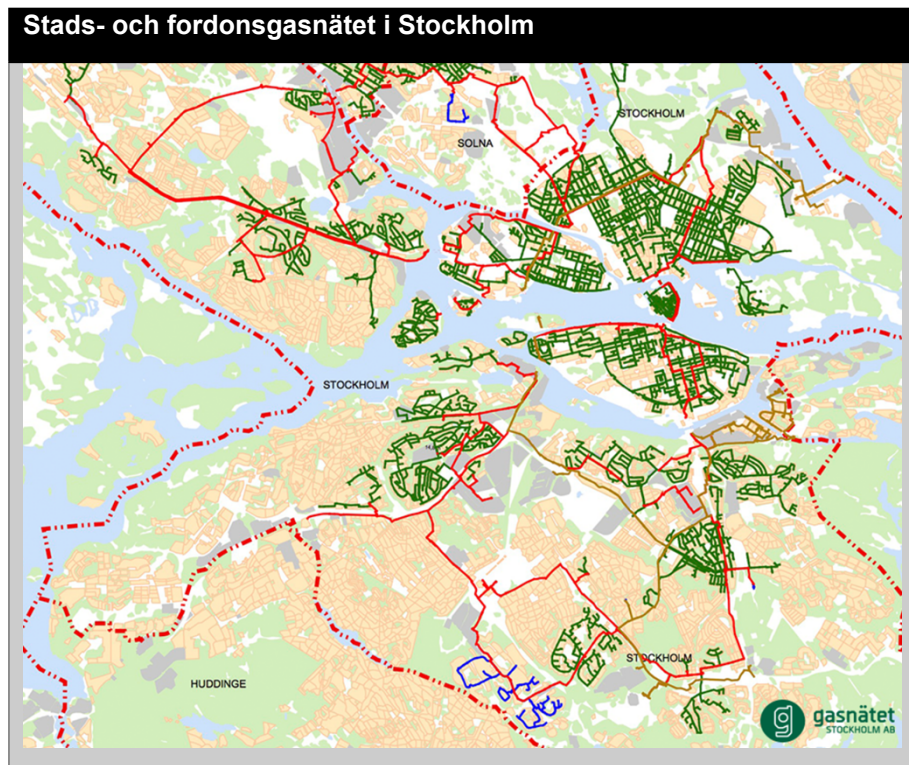 Stads- och fordonsgasnätet i Stockholm
STOCKHOLM
SOLNA
STOCKHOLM
STOCKHOLM
HUDDINGE
gasnätet
STOCKHOLM AB